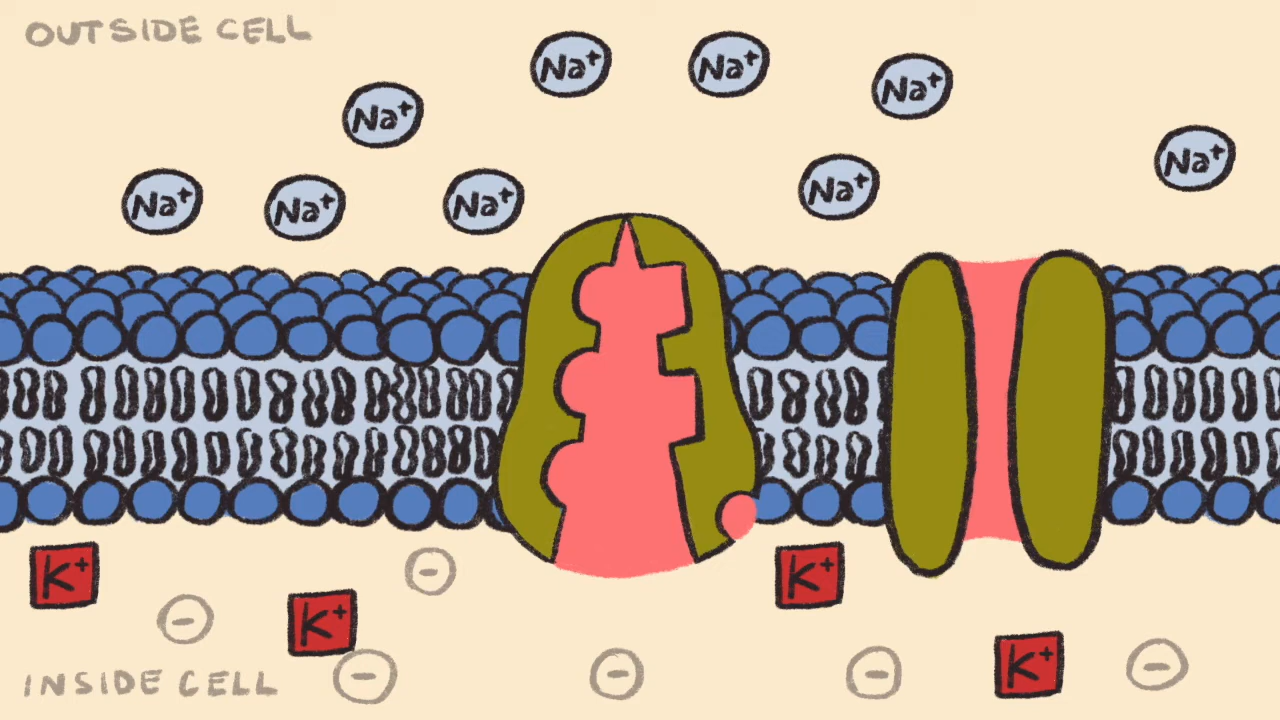 OUTSIDE CELL
Na+
Na+
Na+
Na+
Na+
Na+
Na+
Na+
Na+
K+
-
K+
K+
-
K+
-
-
-
-
INSIDE CELL